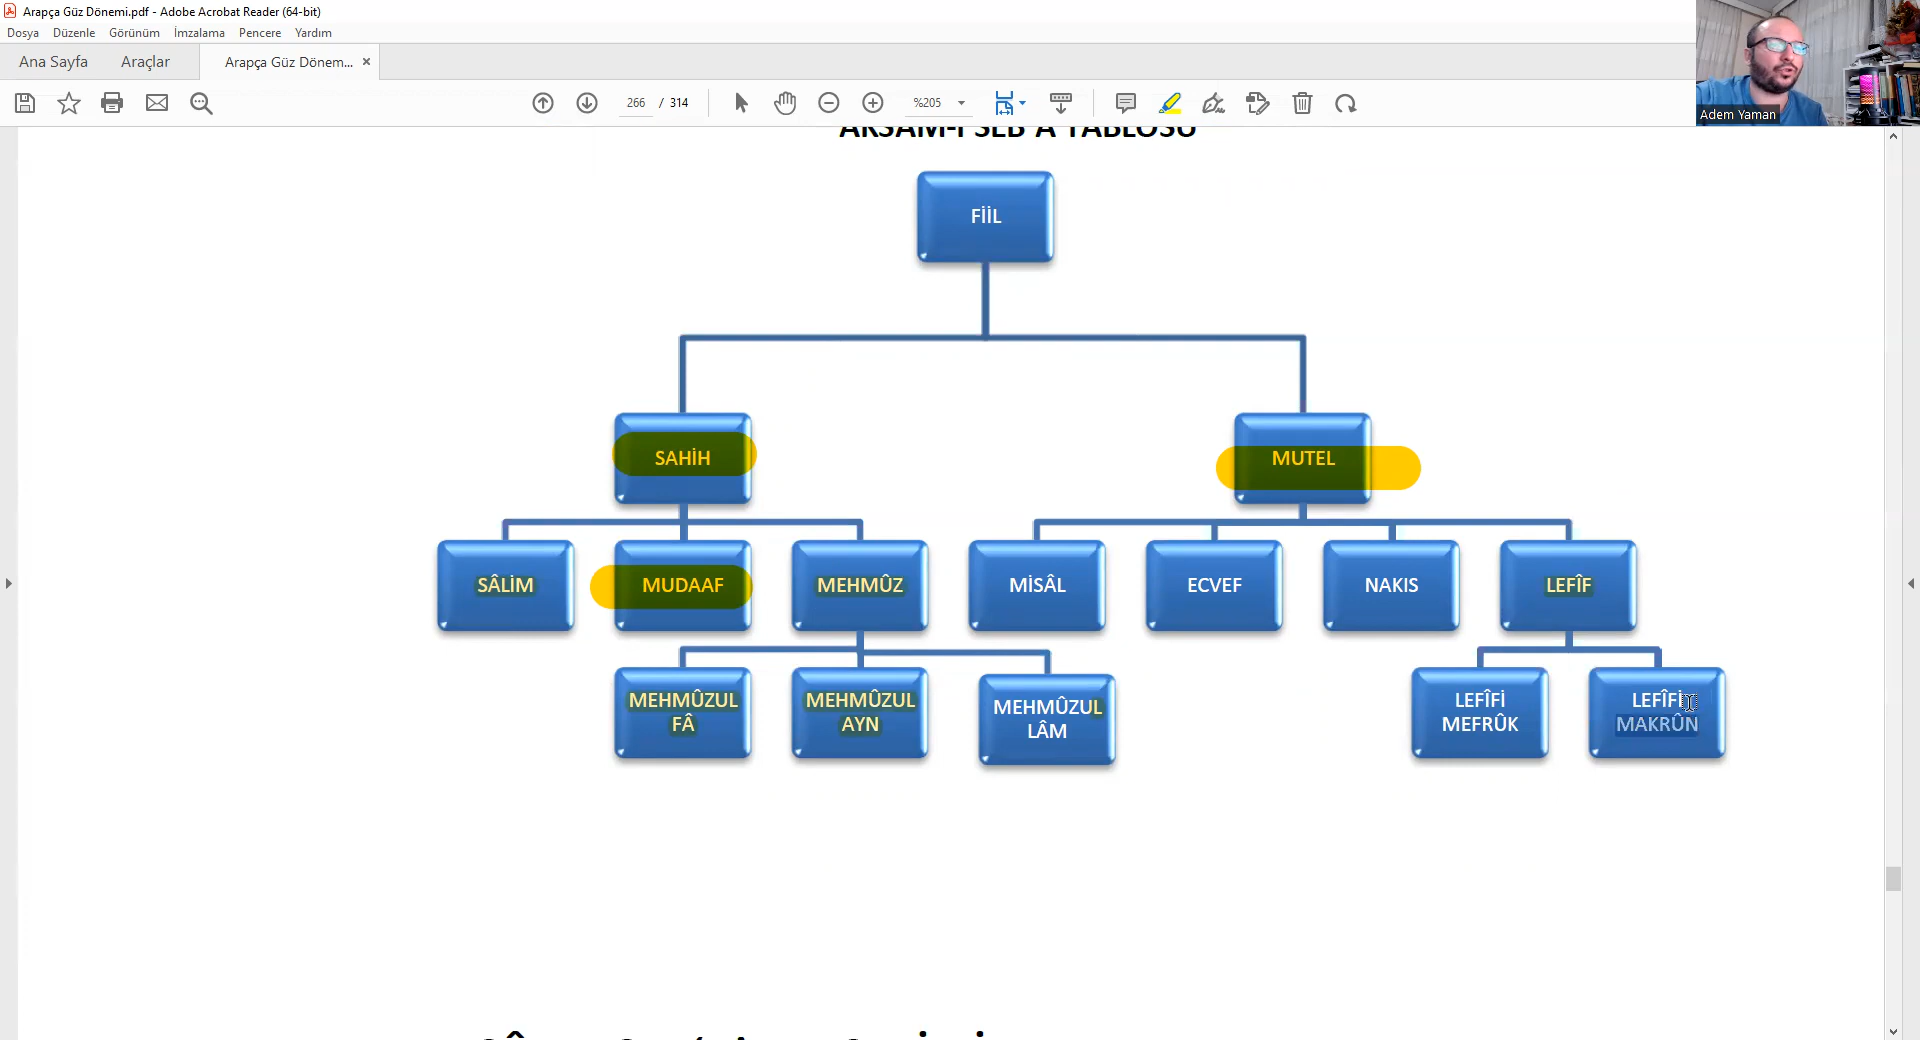 Arapça Güz Dönemi.pdf - Adobe Acrobat Reader (64-bit)
Dosya Düzenle Görünüm İmzalama Pencere Yardım
Ana Sayfa Araçlar Arapça Güz Dönem...
266 / 314 %205
Adem Yaman
AKSAM-I SEB'A TABLOSU
FİİL
SAHİH MUTEL
SÂLİM MUDAAF MEHMÛZ MİSÂL ECVEF NAKIS LEFÎF
MEHMÛZUL
FÂ
MEHMÛZUL
AYN
MEHMÛZUL
LÂM
LEFÎFİ
MEFRÛK
LEFÎFİ
MAKRÛN